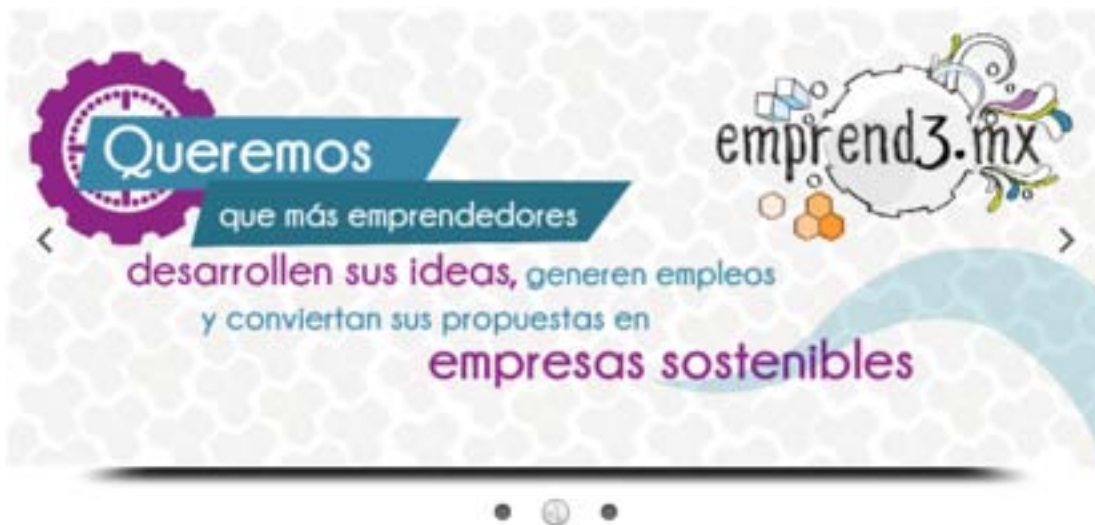 Queremos
emprend3.mx
que más emprendedores
desarrollen sus ideas, generen empleos
y conviertan sus propuestas en
empresas sostenibles